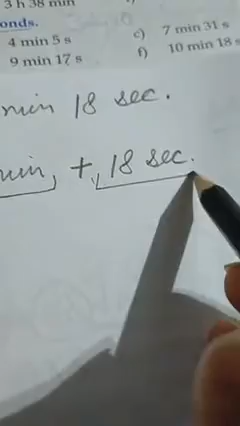 3 h 38 min
onds.
4 min 5 s c) 7 min 31 s
9 min 17 s f) 10 min 18 s
min 18 sec.
min + 18 sec.